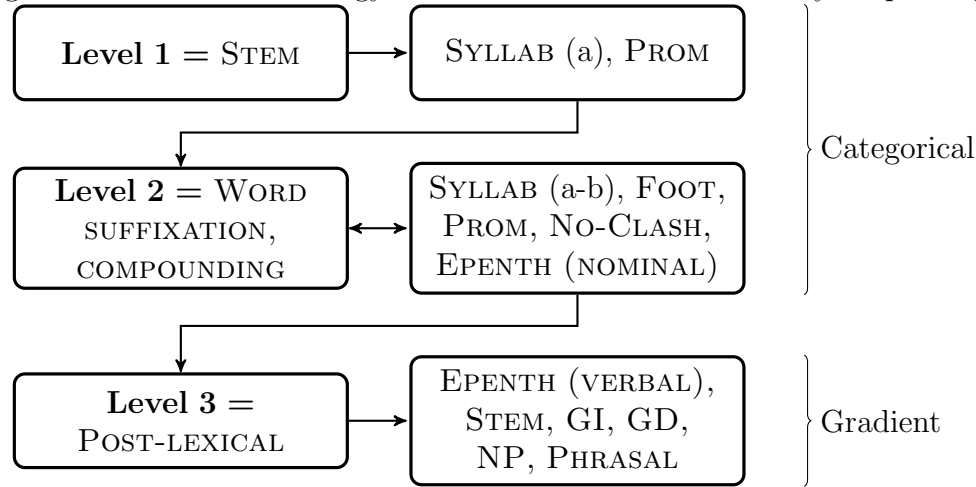 Level 1 = STEM
SYLLAB (a), PROM
Level 2 = WORD
SUFFIXATION,
COMPOUNDING
SYLLAB (a-b), FOOT,
PROM, NO-CLASH,
EPENTH (NOMINAL)
Categorical
Level 3 =
POST-LEXICAL
EPENTH (VERBAL),
STEM, GI, GD,
NP, PHRASAL
Gradient